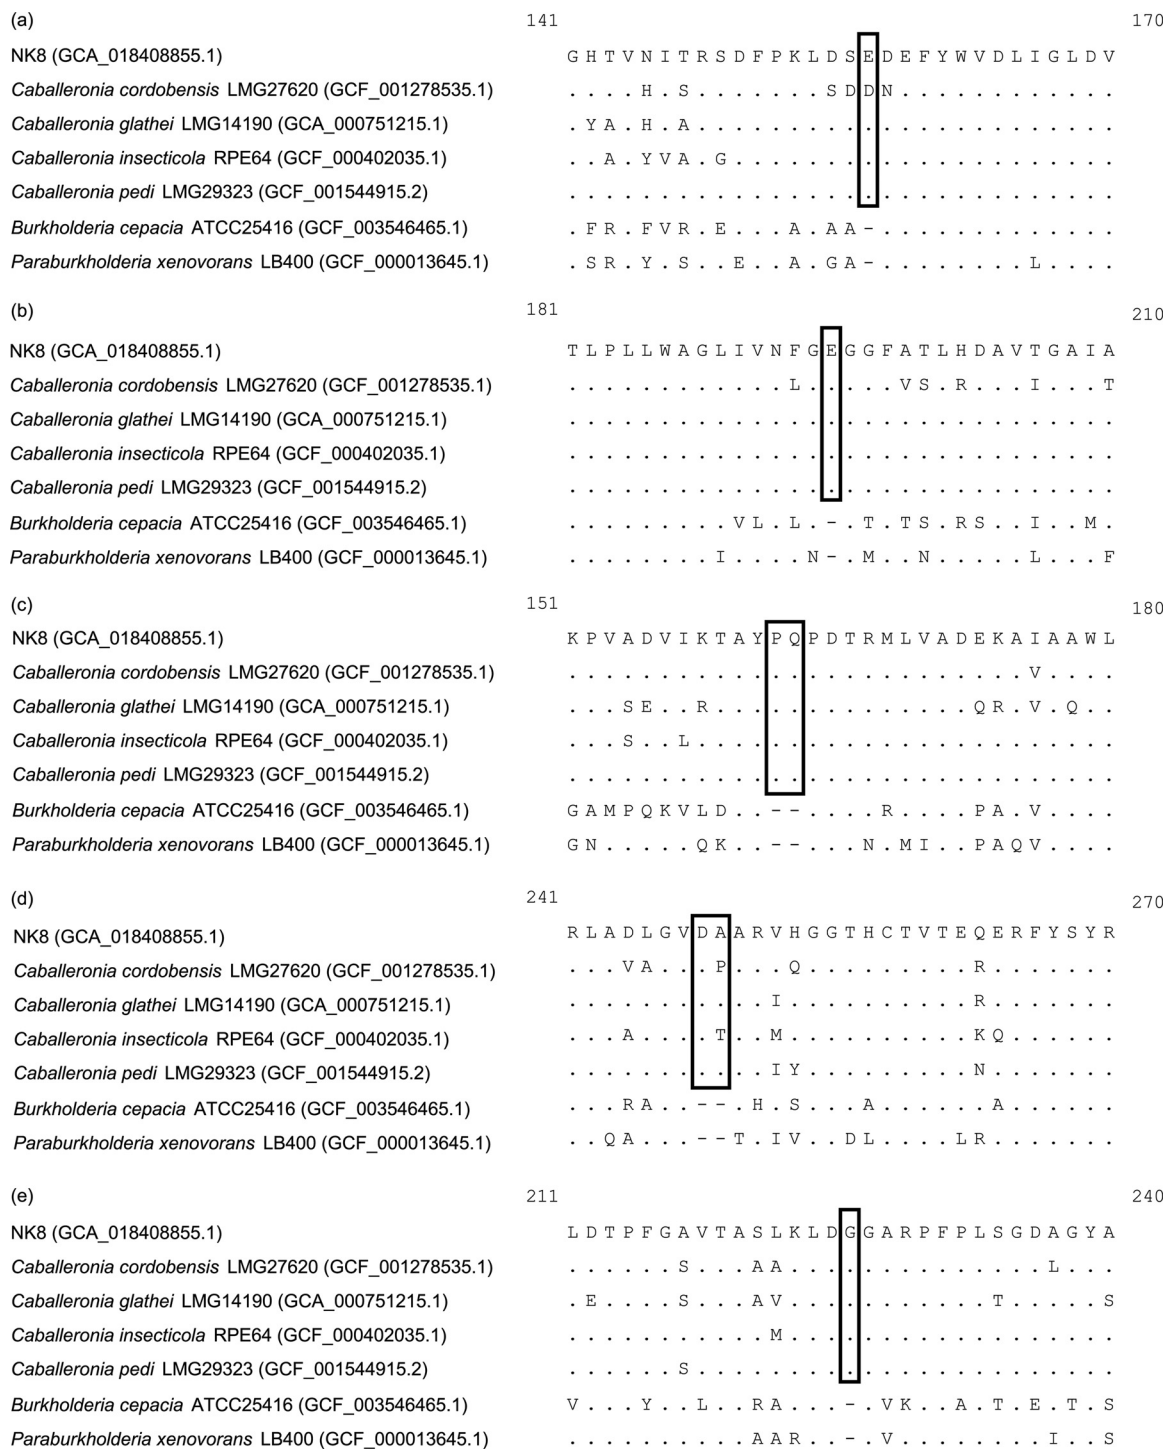 (a) 141 170
NK8 (GCA_018408855.1) G H T V N I T R S D F P K L D S E D E F Y W V D L I G L D V
Caballeronia cordobensis LMG27620 (GCF_001278535.1) . . . . H . S . . . . . . . S D D N . . . . . . . . . . . .
Caballeronia glathei LMG14190 (GCA_000751215.1) . Y A . H . A . . . . . . . . . . . . . . . . . . . . . . .
Caballeronia insecticola RPE64 (GCF_000402035.1) . . A . Y V A . G . . . . . . . . . . . . . . . . . . . . .
Caballeronia pedi LMG29323 (GCF_001544915.2) . . . . . . . . . . . . . . . . . . . . . . . . . . . . . .
Burkholderia cepacia ATCC25416 (GCF_003546465.1) . F R . F V R . E . . . A . A A - . . . . . . . . . . . . .
Paraburkholderia xenovorans LB400 (GCF_000013645.1) . S R . Y . S . . E . . A . G A - . . . . . . . . L . . . .
(b) 181 210
NK8 (GCA_018408855.1) T L P L L W A G L I V N F G E G G F A T L H D A V T G A I A
Caballeronia cordobensis LMG27620 (GCF_001278535.1) . . . . . . . . . . . . L . . . . . V S . R . . . I . . . T
Caballeronia glathei LMG14190 (GCA_000751215.1) . . . . . . . . . . . . . . . . . . . . . . . . . . . . . .
Caballeronia insecticola RPE64 (GCF_000402035.1) . . . . . . . . . . . . . . . . . . . . . . . . . . . . . .
Caballeronia pedi LMG29323 (GCF_001544915.2) . . . . . . . . . . . . . . . . . . . . . . . . . . . . . .
Burkholderia cepacia ATCC25416 (GCF_003546465.1) . . . . . . . . . V L . L . - . T . T S . R S . . I . . M .
Paraburkholderia xenovorans LB400 (GCF_000013645.1) . . . . . . . . I . . . . N - . M . . N . . . . . L . . . F
(c) 151 180
NK8 (GCA_018408855.1) K P V A D V I K T A Y P Q P D T R M L V A D E K A I A A W L
Caballeronia cordobensis LMG27620 (GCF_001278535.1) . . . . . . . . . . . . . . . . . . . . . . . . . V . . . .
Caballeronia glathei LMG14190 (GCA_000751215.1) . . . S E . . R . . . . . . . . . . . . . . Q R . V . Q . .
Caballeronia insecticola RPE64 (GCF_000402035.1) . . . S . . L . . . . . . . . . . . . . . . . . . . . . . .
Caballeronia pedi LMG29323 (GCF_001544915.2) . . . . . . . . . . . . . . . . . . . . . . . . . . . . . .
Burkholderia cepacia ATCC25416 (GCF_003546465.1) G A M P Q K V L D . . - - . . . . R . . . . P A . V . . . .
Paraburkholderia xenovorans LB400 (GCF_000013645.1) G N . . . . . Q K . . - - . . . N . M I . . P A Q V . . . .
(d) 241 270
NK8 (GCA_018408855.1) R L A D L G V D A A R V H G G T H C T V T E Q E R F Y S Y R
Caballeronia cordobensis LMG27620 (GCF_001278535.1) . . . V A . . . P . . . Q . . . . . . . . . R . . . . . . .
Caballeronia glathei LMG14190 (GCA_000751215.1) . . . . . . . . . . . I . . . . . . . . . . R . . . . . . .
Caballeronia insecticola RPE64 (GCF_000402035.1) . . . A . . . . T . . M . . . . . . . . . . K Q . . . . . .
Caballeronia pedi LMG29323 (GCF_001544915.2) . . . . . . . . . . . I Y . . . . . . . . . N . . . . . . .
Burkholderia cepacia ATCC25416 (GCF_003546465.1) . . . R A . . - - . H . S . . . A . . . . . . A . . . . . .
Paraburkholderia xenovorans LB400 (GCF_000013645.1) . . Q A . . . - - T . I V . . D L . . . . L R . . . . . . .
(e) 211 240
NK8 (GCA_018408855.1) L D T P F G A V T A S L K L D G G A R P F P L S G D A G Y A
Caballeronia cordobensis LMG27620 (GCF_001278535.1) . . . . . . S . . . A A . . . . . . . . . . . . . . L . . .
Caballeronia glathei LMG14190 (GCA_000751215.1) . E . . . . S . . . A V . . . . . . . . . . . T . . . . . S
Caballeronia insecticola RPE64 (GCF_000402035.1) . . . . . . . . . . . M . . . . . . . . . . . . . . . . . .
Caballeronia pedi LMG29323 (GCF_001544915.2) . . . . . . S . . . . . . . . . . . . . . . . . . . . . . .
Burkholderia cepacia ATCC25416 (GCF_003546465.1) V . . . Y . . L . . R A . . . - . V K . . A . T . E . T . S
Paraburkholderia xenovorans LB400 (GCF_000013645.1) . . . . . . . . . . A A R . . - . V . . . . . . . . I . . S